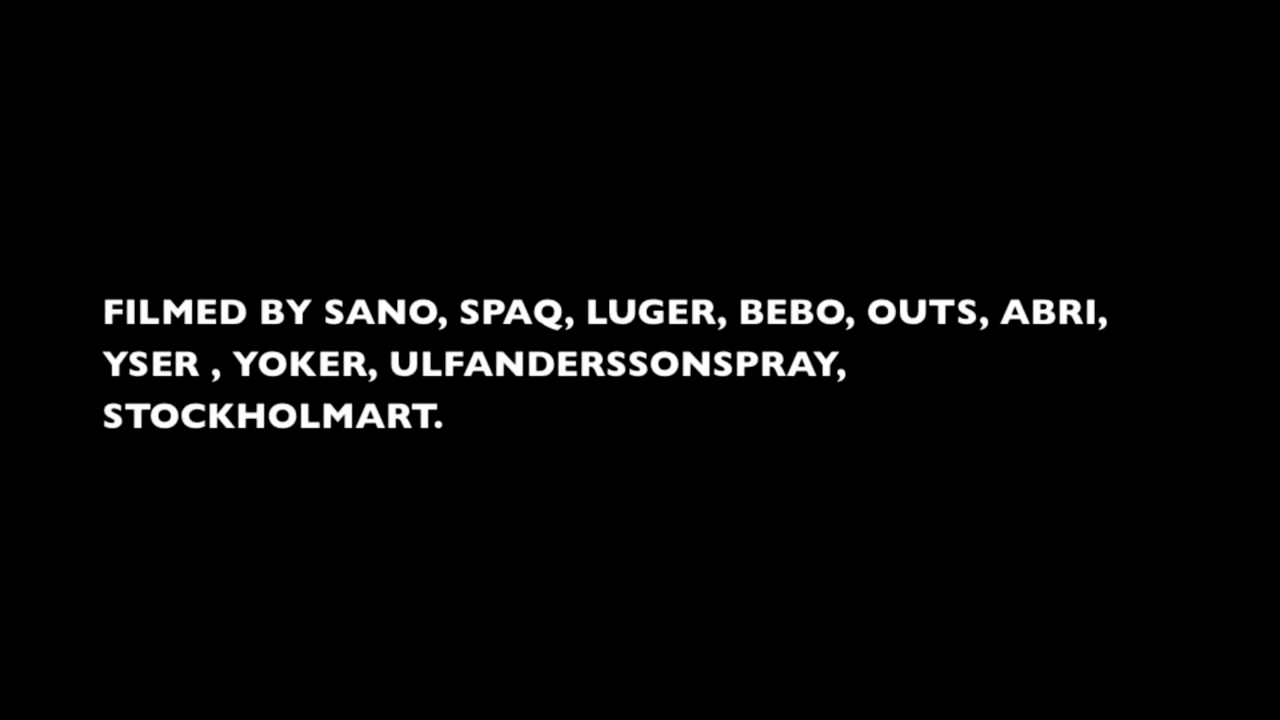 FILMED BY SANO, SPAQ, LUGER, BEBO, OUTS, ABRI,
YSER , YOKER, ULFANDERSSONSPRAY,
STOCKHOLMART.